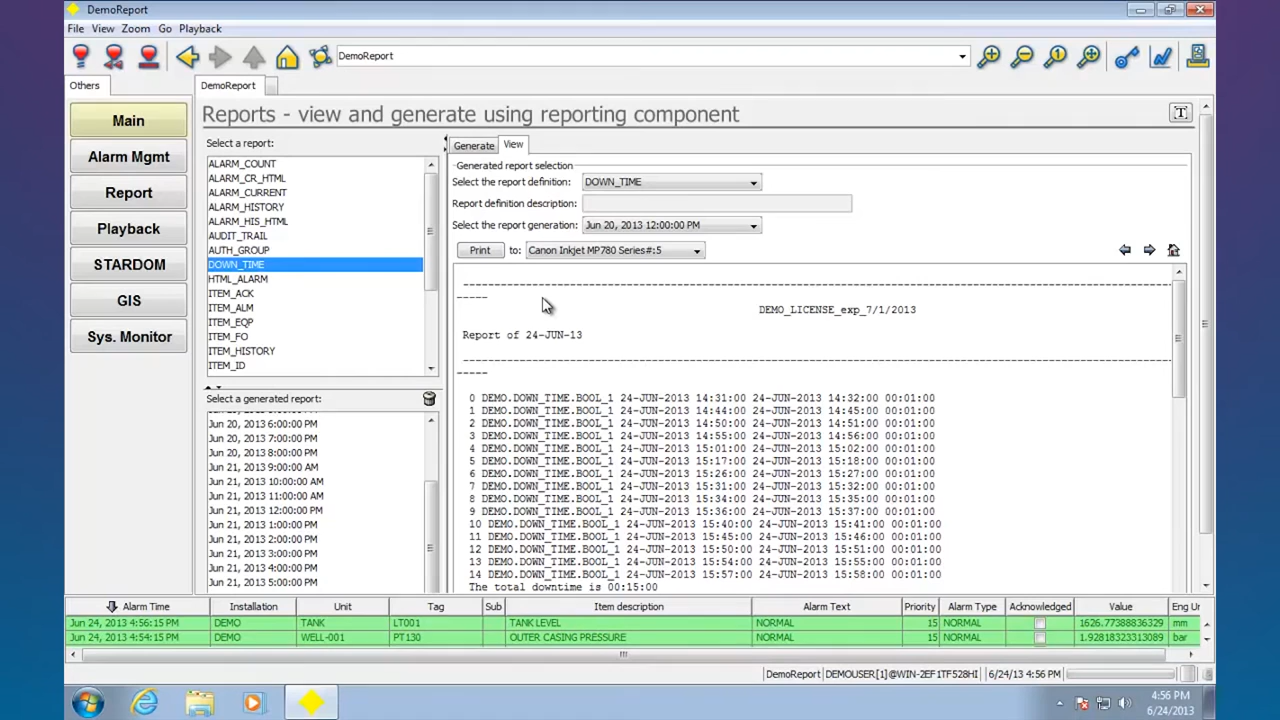 DemoReport
File View Zoom Go Playback
DemoReport
Others
DemoReport
Main
Alarm Mgmt
Report
Playback
STARDOM
GIS
Sys. Monitor
Reports - view and generate using reporting component
T
Select a report:
ALARM_COUNT
ALARM_CR_HTML
ALARM_CURRENT
ALARM_HISTORY
ALARM_HIS_HTML
AUDIT_TRAIL
AUTH_GROUP
DOWN_TIME
HTML_ALARM
ITEM_ACK
ITEM_ALM
ITEM_EQP
ITEM_FO
ITEM_HISTORY
ITEM_ID
Select a generated report:
Jun 20, 2013 6:00:00 PM
Jun 20, 2013 7:00:00 PM
Jun 20, 2013 8:00:00 PM
Jun 21, 2013 9:00:00 AM
Jun 21, 2013 10:00:00 AM
Jun 21, 2013 11:00:00 AM
Jun 21, 2013 12:00:00 PM
Jun 21, 2013 1:00:00 PM
Jun 21, 2013 2:00:00 PM
Jun 21, 2013 3:00:00 PM
Jun 21, 2013 4:00:00 PM
Jun 21, 2013 5:00:00 PM
Generate View
Generated report selection
Select the report definition: DOWN_TIME
Report definition description:
Select the report generation: Jun 20, 2013 12:00:00 PM
Print to: Canon Inkjet MP780 Series#:5
DEMO_LICENSE_exp_7/1/2013
Report of 24-JUN-13
0 DEMO.DOWN_TIME.BOOL_1 24-JUN-2013 14:31:00 24-JUN-2013 14:32:00 00:01:00
1 DEMO.DOWN_TIME.BOOL_1 24-JUN-2013 14:44:00 24-JUN-2013 14:45:00 00:01:00
2 DEMO.DOWN_TIME.BOOL_1 24-JUN-2013 14:50:00 24-JUN-2013 14:51:00 00:01:00
3 DEMO.DOWN_TIME.BOOL_1 24-JUN-2013 14:55:00 24-JUN-2013 14:56:00 00:01:00
4 DEMO.DOWN_TIME.BOOL_1 24-JUN-2013 15:01:00 24-JUN-2013 15:02:00 00:01:00
5 DEMO.DOWN_TIME.BOOL_1 24-JUN-2013 15:17:00 24-JUN-2013 15:18:00 00:01:00
6 DEMO.DOWN_TIME.BOOL_1 24-JUN-2013 15:26:00 24-JUN-2013 15:27:00 00:01:00
7 DEMO.DOWN_TIME.BOOL_1 24-JUN-2013 15:31:00 24-JUN-2013 15:32:00 00:01:00
8 DEMO.DOWN_TIME.BOOL_1 24-JUN-2013 15:34:00 24-JUN-2013 15:35:00 00:01:00
9 DEMO.DOWN_TIME.BOOL_1 24-JUN-2013 15:36:00 24-JUN-2013 15:37:00 00:01:00
10 DEMO.DOWN_TIME.BOOL_1 24-JUN-2013 15:40:00 24-JUN-2013 15:41:00 00:01:00
11 DEMO.DOWN_TIME.BOOL_1 24-JUN-2013 15:45:00 24-JUN-2013 15:46:00 00:01:00
12 DEMO.DOWN_TIME.BOOL_1 24-JUN-2013 15:50:00 24-JUN-2013 15:51:00 00:01:00
13 DEMO.DOWN_TIME.BOOL_1 24-JUN-2013 15:54:00 24-JUN-2013 15:55:00 00:01:00
14 DEMO.DOWN_TIME.BOOL_1 24-JUN-2013 15:57:00 24-JUN-2013 15:58:00 00:01:00
The total downtime is 00:15:00
Alarm Time Installation Unit Tag Sub Item description Alarm Text Priority Alarm Type Acknowledged Value Eng Ur
Jun 24, 2013 4:56:15 PM DEMO TANK LT001 TANK LEVEL NORMAL 15 NORMAL 1626.77388836329 mm
Jun 24, 2013 4:54:15 PM DEMO WELL-001 PT130 OUTER CASING PRESSURE NORMAL 15 NORMAL 1.92818323313089 bar
DemoReport DEMOUSER[1]@WIN-2EF1TF528HI 6/24/13 4:56 PM
4:56 PM
6/24/2013